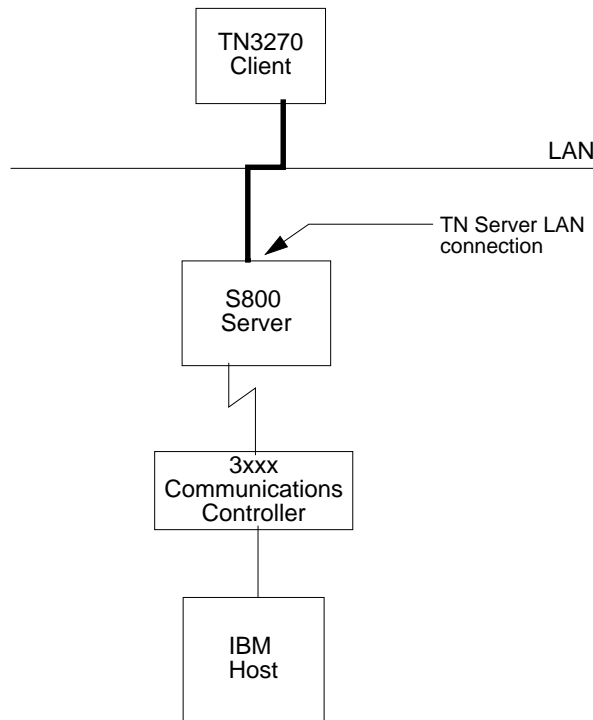 TN3270
Client
LAN
TN Server LAN
connection
S800
Server
3xxx
Communications
Controller
IBM
Host